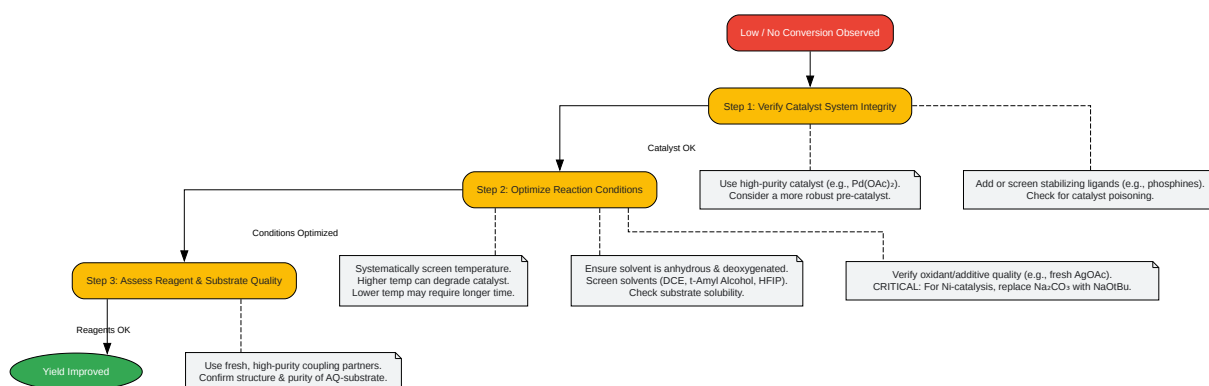 Low / No Conversion Observed
Step 1: Verify Catalyst System Integrity
Catalyst OK
Use high-purity catalyst (e.g., Pd(OAc)₂).
Consider a more robust pre-catalyst.
Add or screen stabilizing ligands (e.g., phosphines).
Check for catalyst poisoning.
Step 2: Optimize Reaction Conditions
Conditions Optimized
Systematically screen temperature.
Higher temp can degrade catalyst.
Lower temp may require longer time.
Ensure solvent is anhydrous & deoxygenated.
Screen solvents (DCE, t-Amyl Alcohol, HFIP).
Check substrate solubility.
Verify oxidant/additive quality (e.g., fresh AgOAc).
CRITICAL: For Ni-catalysis, replace Na₂CO₃ with NaOtBu.
Step 3: Assess Reagent & Substrate Quality
Reagents OK
Use fresh, high-purity coupling partners.
Confirm structure & purity of AQ-substrate.
Yield Improved